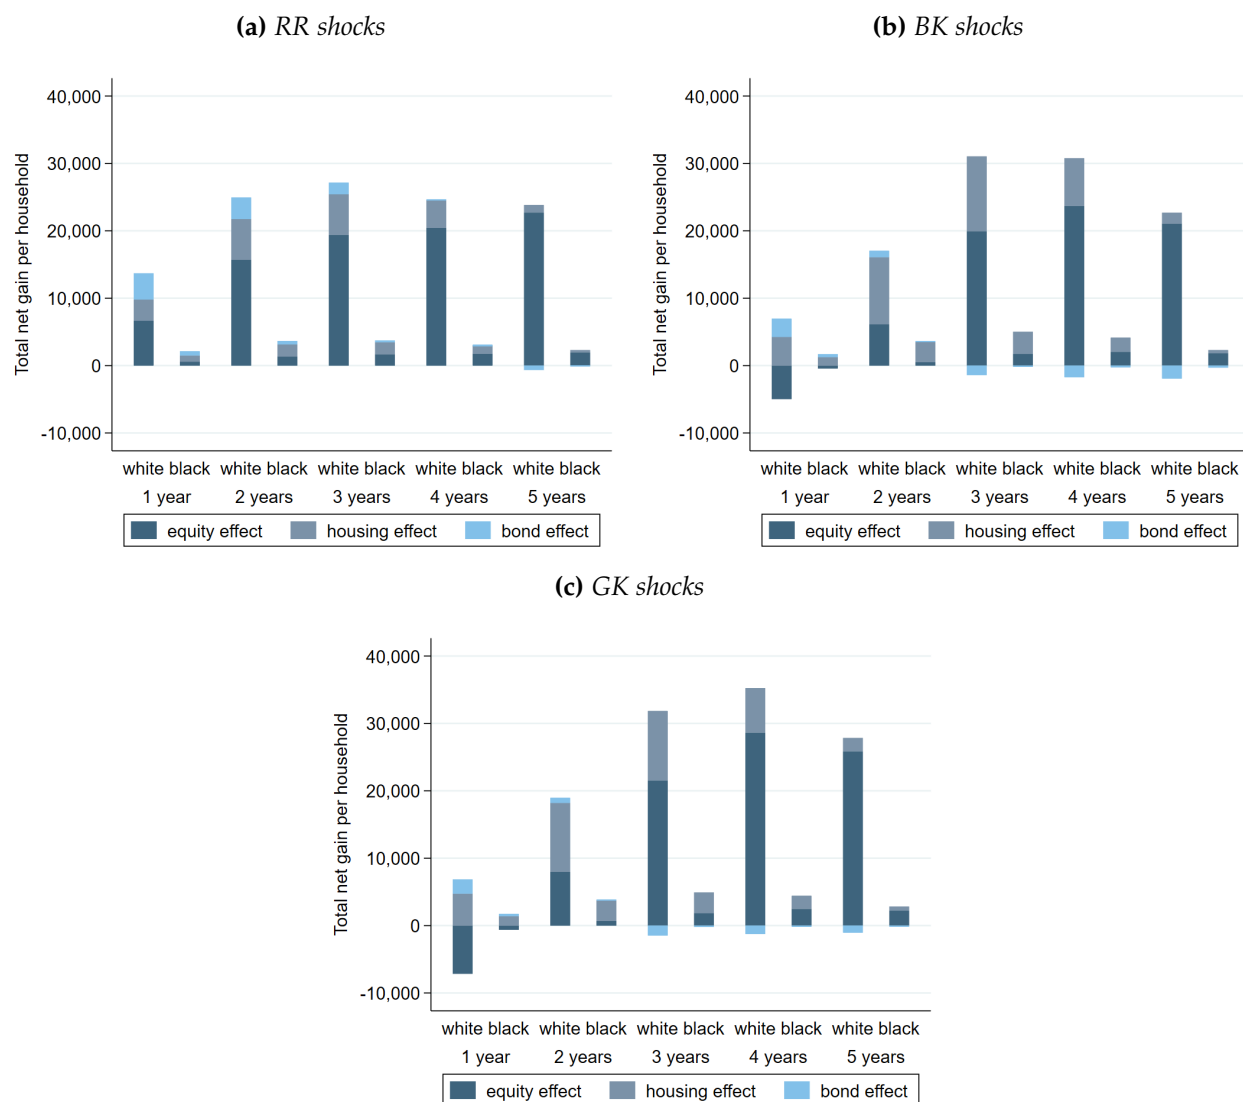 (a) RR shocks
Total net gain per household
40,000
30,000
20,000
10,000
0
-10,000
white black white black white black white black white black
1 year 2 years 3 years 4 years 5 years
equity effect housing effect bond effect
(b) BK shocks
Total net gain per household
40,000
30,000
20,000
10,000
0
-10,000
white black white black white black white black white black
1 year 2 years 3 years 4 years 5 years
equity effect housing effect bond effect
(c) GK shocks
Total net gain per household
40,000
30,000
20,000
10,000
0
-10,000
white black white black white black white black white black
1 year 2 years 3 years 4 years 5 years
equity effect housing effect bond effect